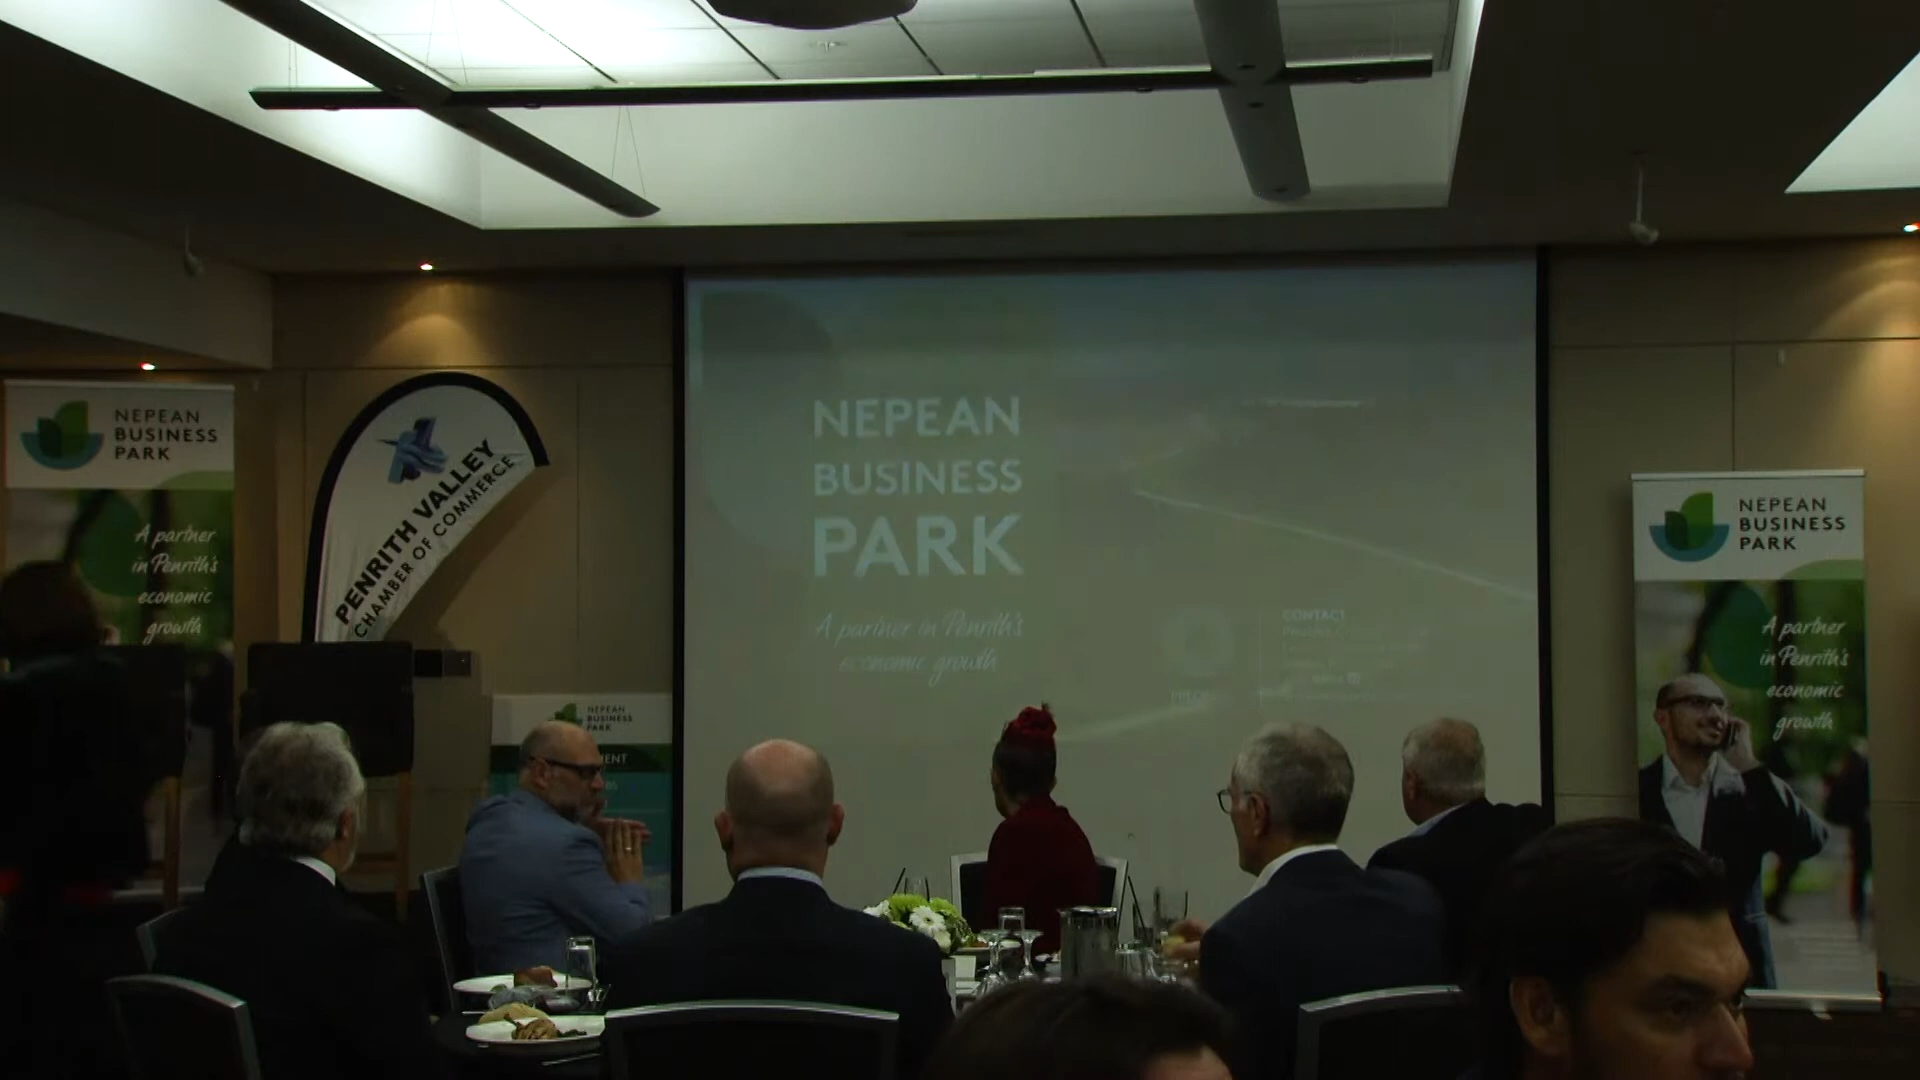 NEPEAN
BUSINESS
PARK
A partner
in Penrith's
economic
growth
PENRITH VALLEY
CHAMBER OF COMMERCE
NEPEAN
BUSINESS
PARK
NEPEAN
BUSINESS
PARK
A partner in Penrith's
economic growth
CONTACT
NEPEAN
BUSINESS
PARK
A partner
in Penrith's
economic
growth